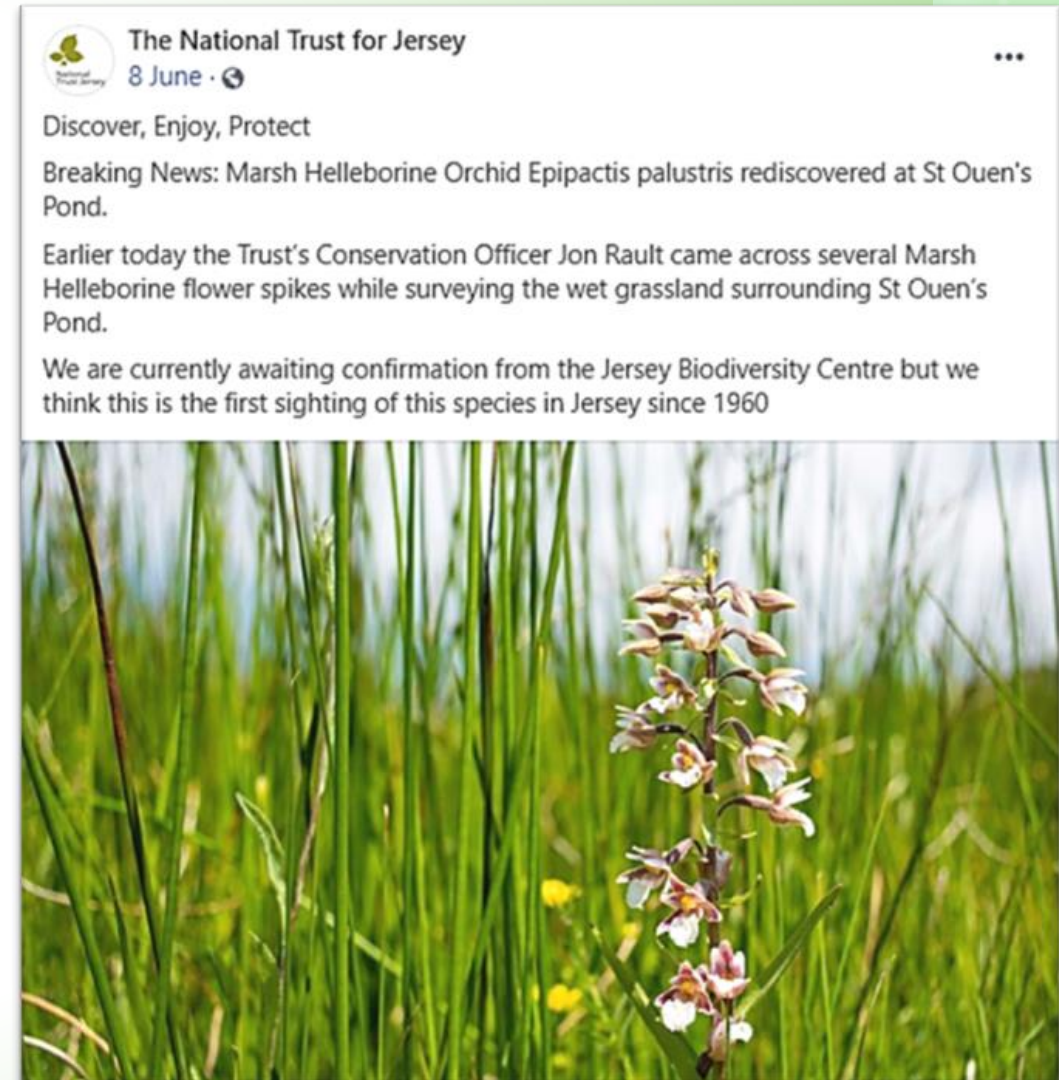 The National Trust for Jersey
8 June
Discover, Enjoy, Protect
Breaking News: Marsh Helleborine Orchid Epipactis palustris rediscovered at St Ouen's
Pond.
Earlier today the Trust's Conservation Officer Jon Rault came across several Marsh
Helleborine flower spikes while surveying the wet grassland surrounding St Ouen's
Pond.
We are currently awaiting confirmation from the Jersey Biodiversity Centre but we
think this is the first sighting of this species in Jersey since 1960